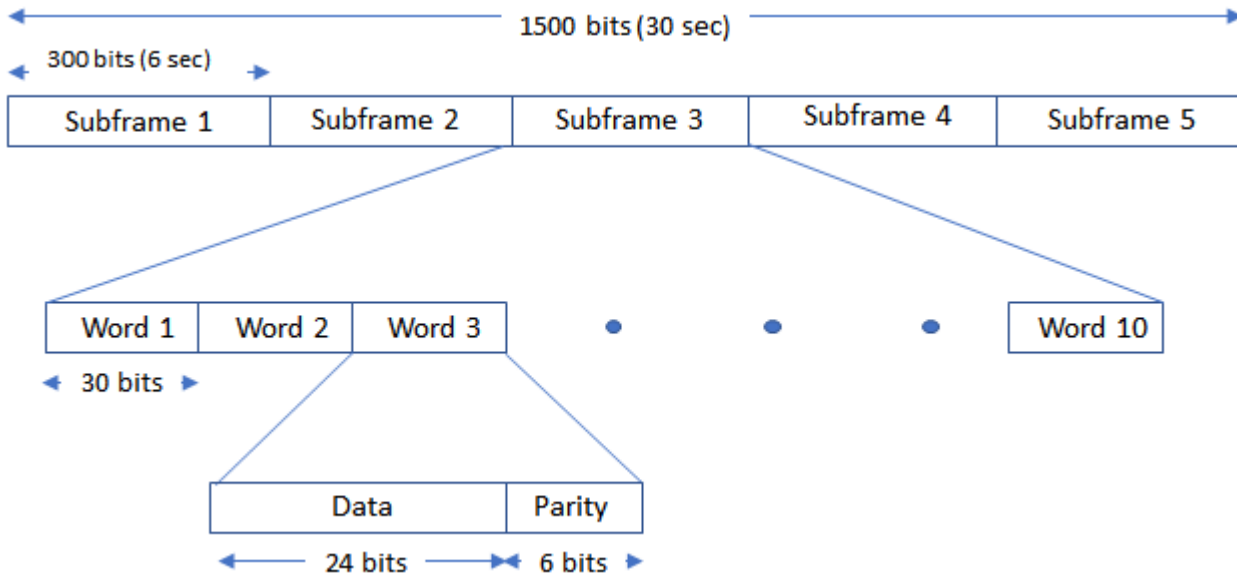 1500 bits (30 sec)
300 bits (6 sec)
Subframe 1 Subframe 2 Subframe 3 Subframe 4 Subframe 5
Word 1 Word 2 Word 3 Word 10
30 bits
Data Parity
24 bits 6 bits